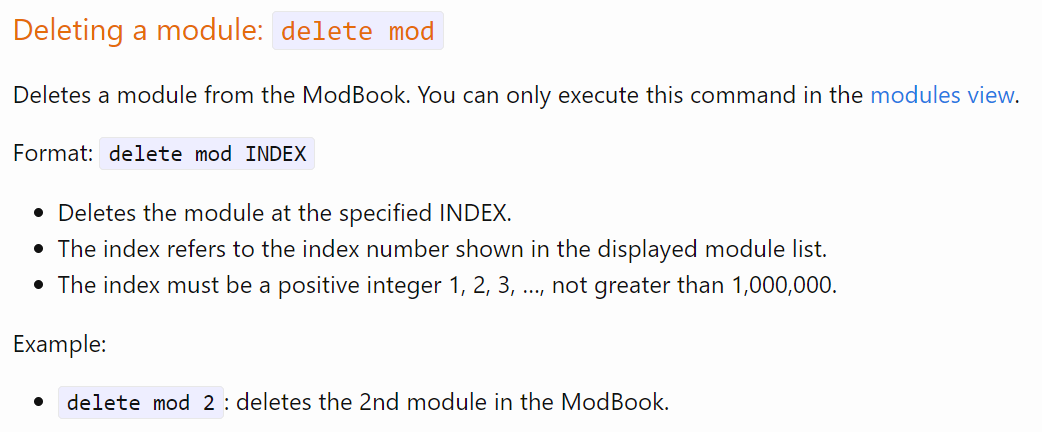 Deleting a module: delete mod
Deletes a module from the ModBook. You can only execute this command in the modules view.
Format: delete mod INDEX
• Deletes the module at the specified INDEX.
• The index refers to the index number shown in the displayed module list.
• The index must be a positive integer 1, 2, 3, …, not greater than 1,000,000.
Example:
• delete mod 2 : deletes the 2nd module in the ModBook.